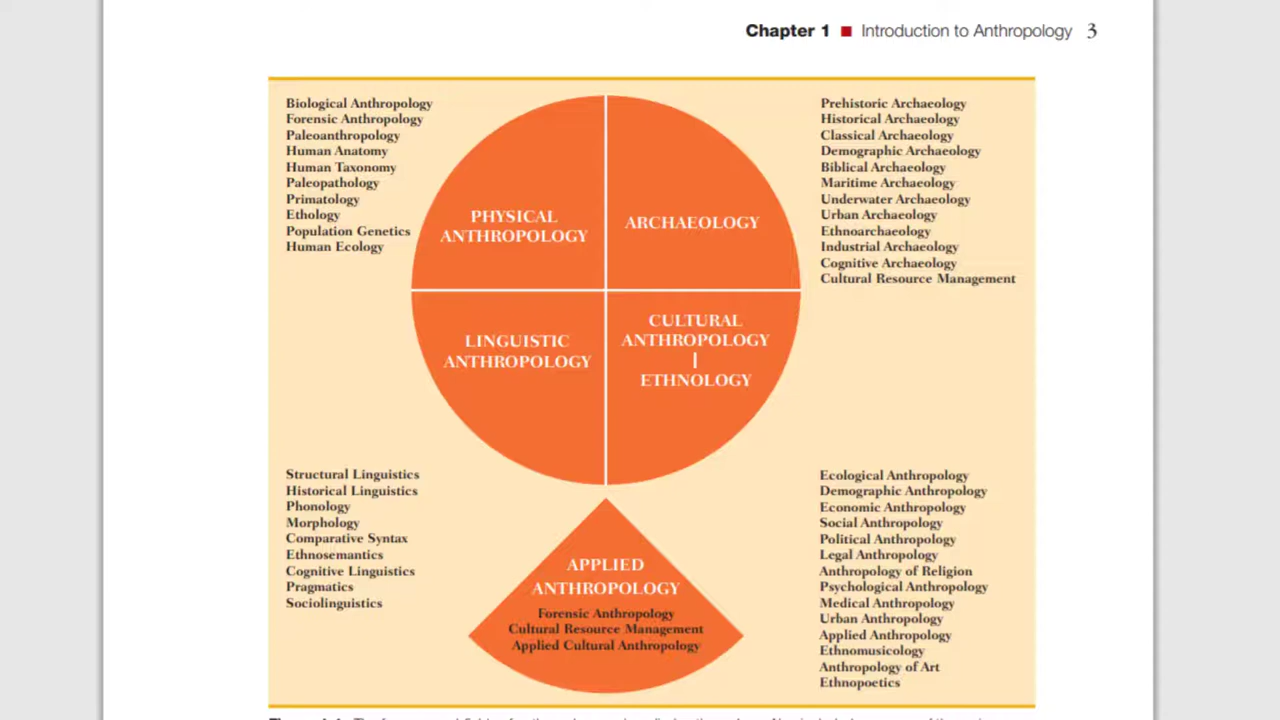 Chapter 1 ■ Introduction to Anthropology 3
Biological Anthropology
Forensic Anthropology
Paleoanthropology
Human Anatomy
Human Taxonomy
Paleopathology
Primatology
Ethology
Population Genetics
Human Ecology
PHYSICAL
ANTHROPOLOGY
ARCHAEOLOGY
Prehistoric Archaeology
Historical Archaeology
Classical Archaeology
Demographic Archaeology
Biblical Archaeology
Maritime Archaeology
Underwater Archaeology
Urban Archaeology
Ethnoarchaeology
Industrial Archaeology
Cognitive Archaeology
Cultural Resource Management
LINGUISTIC
ANTHROPOLOGY
CULTURAL
ANTHROPOLOGY
|
ETHNOLOGY
Structural Linguistics
Historical Linguistics
Phonology
Morphology
Comparative Syntax
Ethnosemantics
Cognitive Linguistics
Pragmatics
Sociolinguistics
APPLIED
ANTHROPOLOGY
Forensic Anthropology
Cultural Resource Management
Applied Cultural Anthropology
Ecological Anthropology
Demographic Anthropology
Economic Anthropology
Social Anthropology
Political Anthropology
Legal Anthropology
Anthropology of Religion
Psychological Anthropology
Medical Anthropology
Urban Anthropology
Applied Anthropology
Ethnomusicology
Anthropology of Art
Ethnopoetics